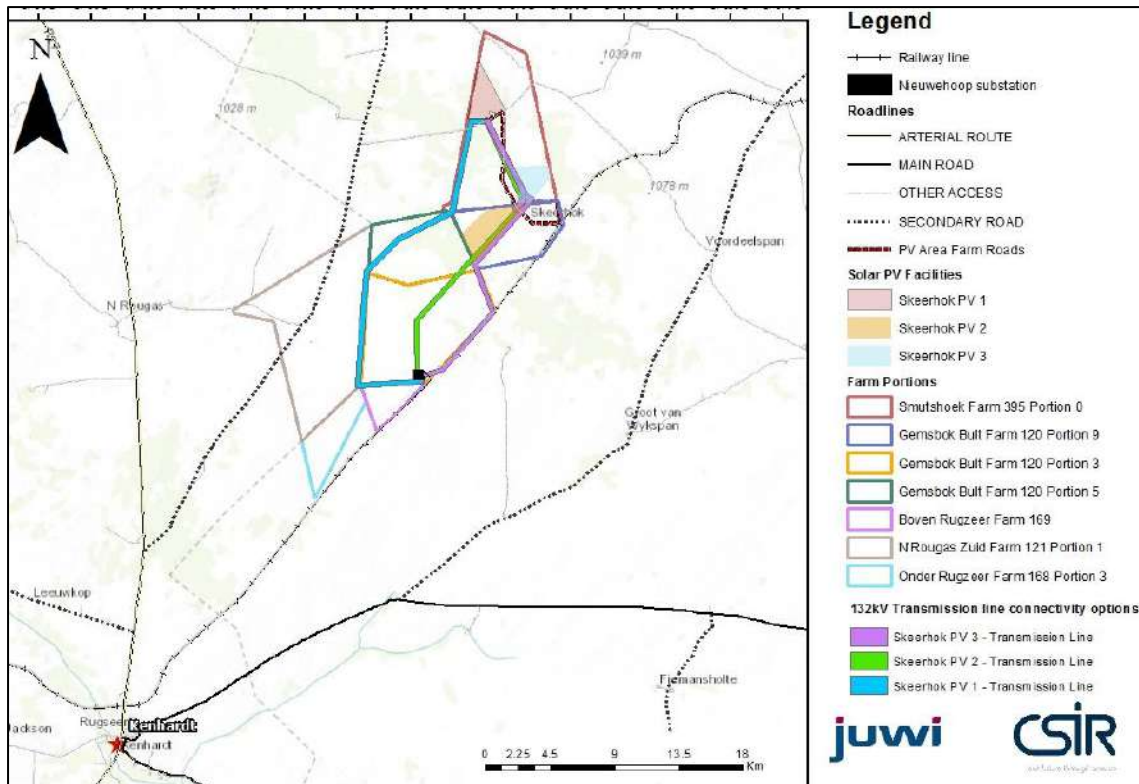 N
1039 m
1028 m
1078 m
Skeerhok
Voordeelspan
N Rougas
Groot van
Wykspan
Leeuwkop
Rugseer
Kenhardt
Kenhardt
Jackson
0 2.25 4.5 9 13.5 18
Km
Legend
Railway line
Nieuwehoop substation
Roadlines
ARTERIAL ROUTE
MAIN ROAD
OTHER ACCESS
SECONDARY ROAD
PV Area Farm Roads
Solar PV Facilities
Skeerhok PV 1
Skeerhok PV 2
Skeerhok PV 3
Farm Portions
Smutshoek Farm 395 Portion 0
Gemsbok Bult Farm 120 Portion 9
Gemsbok Bult Farm 120 Portion 3
Gemsbok Bult Farm 120 Portion 5
Boven Rugzeer Farm 169
N'Rougas Zuid Farm 121 Portion 1
Onder Rugzeer Farm 168 Portion 3
132kV Transmission line connectivity options
Skeerhok PV 3 - Transmission Line
Skeerhok PV 2 - Transmission Line
Skeerhok PV 1 - Transmission Line
juwi
CSIR